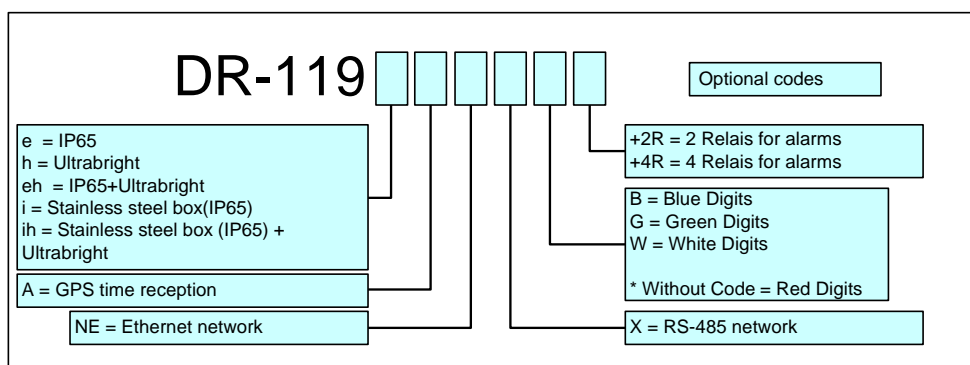 DR-119
Optional codes
e = IP65
h = Ultrabright
eh = IP65+Ultrabright
i = Stainless steel box(IP65)
ih = Stainless steel box (IP65) +
Ultrabright
A = GPS time reception
NE = Ethernet network
+2R = 2 Relais for alarms
+4R = 4 Relais for alarms
B = Blue Digits
G = Green Digits
W = White Digits
* Without Code = Red Digits
X = RS-485 network